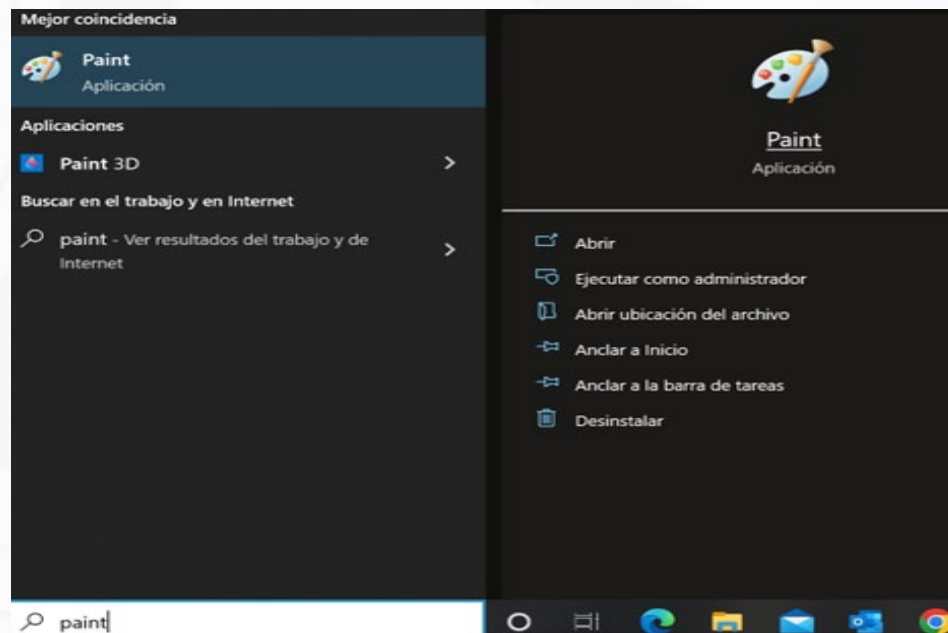 Mejor coincidencia
Paint
Aplicación
Aplicaciones
Paint 3D
Buscar en el trabajo y en Internet
paint - Ver resultados del trabajo y de
Internet
Paint
Aplicación
Abrir
Ejecutar como administrador
Abrir ubicación del archivo
Anclar a Inicio
Anclar a la barra de tareas
Desinstalar
paint